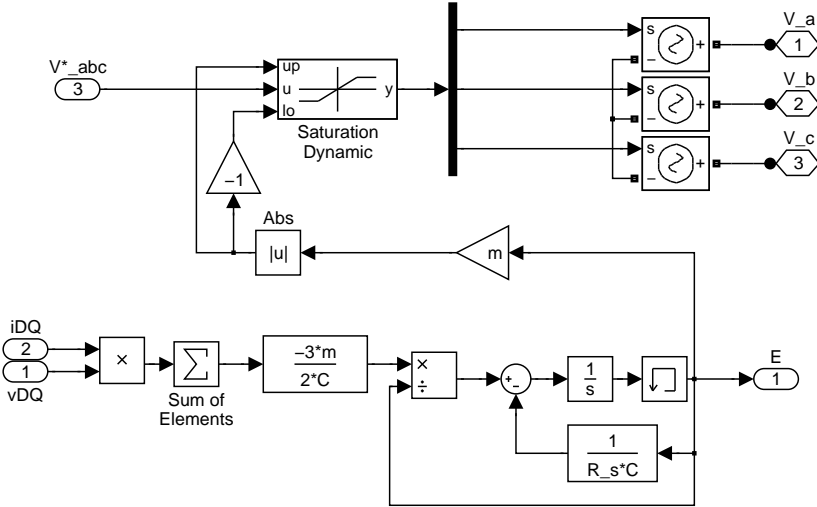 V*_abc
3
up
u
lo
y
Saturation
Dynamic
−1
s
+
−
V_a
1
s
+
−
V_b
2
s
+
−
V_c
3
Abs
|u|
m
iDQ
2
1
vDQ
×
Sum of
Elements
−3*m
2*C
×
÷
+
−
1
s
E
1
1
R_s*C